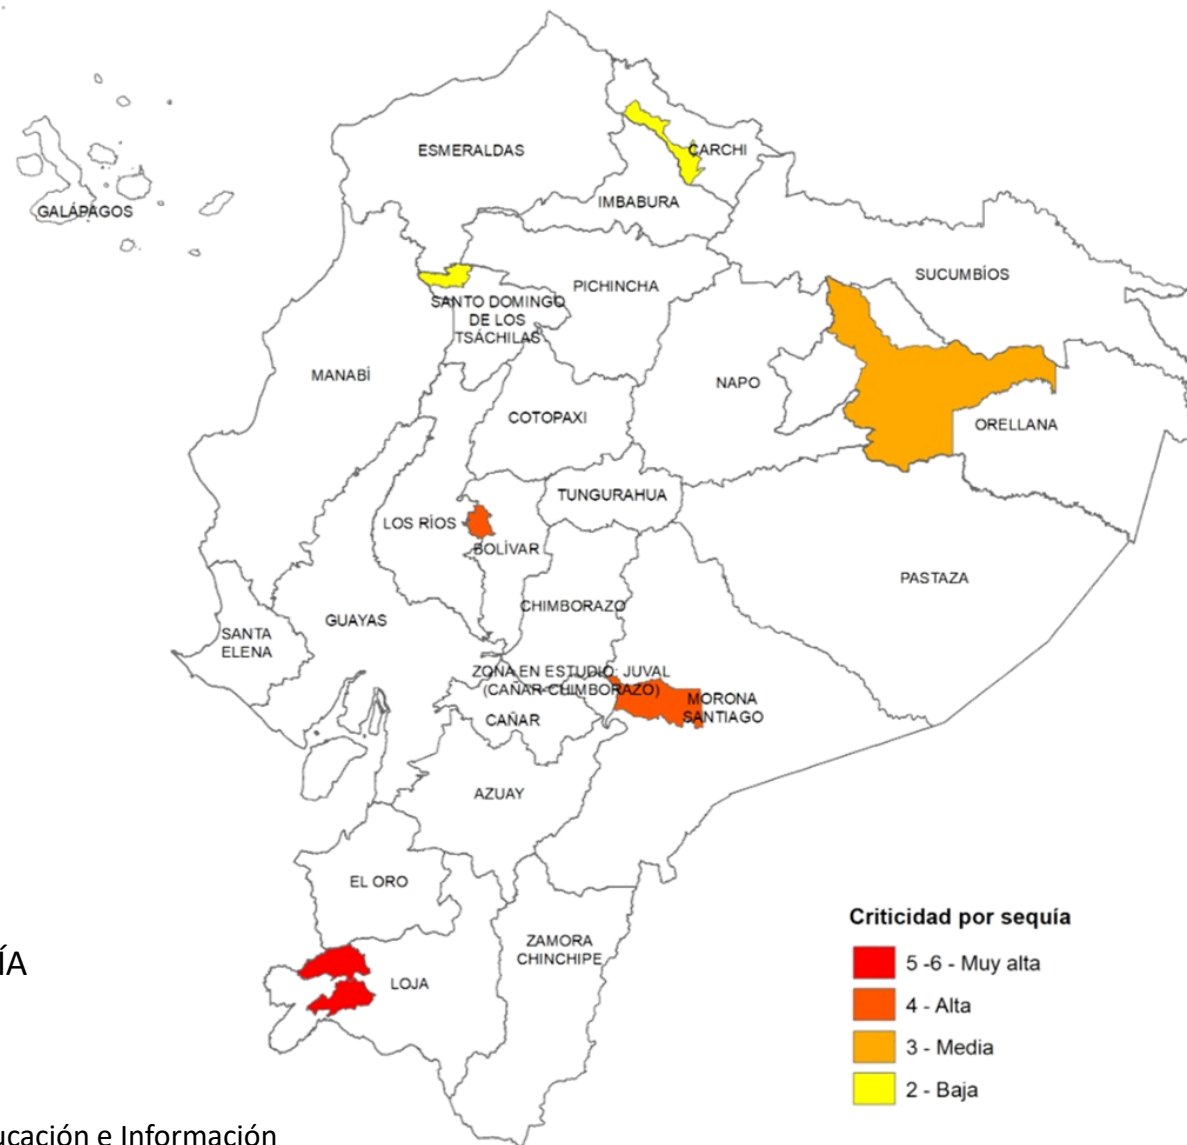 ESMERALDAS
CARCHI
IMBABURA
GALÁPAGOS
SUCUMBÍOS
PICHINCHA
SANTO DOMINGO
DE LOS
TSÁCHILAS
MANABÍ
NAPO
COTOPAXI
ORELLANA
TUNGURAHUA
LOS RÍOS
BOLÍVAR
PASTAZA
CHIMBORAZO
GUAYAS
SANTA
ELENA
ZONA EN ESTUDIO: JUVAL
(CAÑAR-CHIMBORAZO)
MORONA
SANTIAGO
CAÑAR
AZUAY
EL ORO
ZAMORA
CHINCHIPE
LOJA
ÍA
Criticidad por sequía
5 -6 - Muy alta
4 - Alta
3 - Media
2 - Baja
ucación e Información